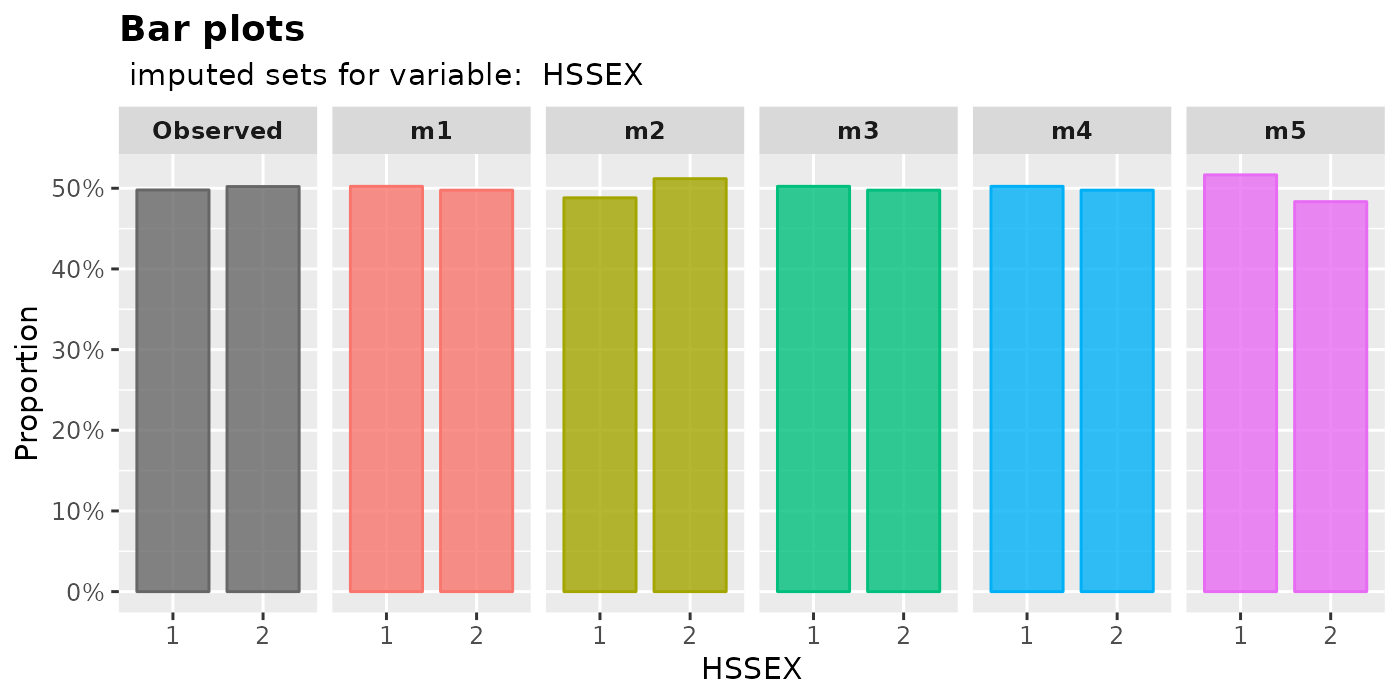 Bar plots
imputed sets for variable:  HSSEX
Observed m1 m2 m3 m4 m5
50%
40%
30%
20%
10%
0%
Proportion
1 2 1 2 1 2 1 2 1 2 1 2
HSSEX